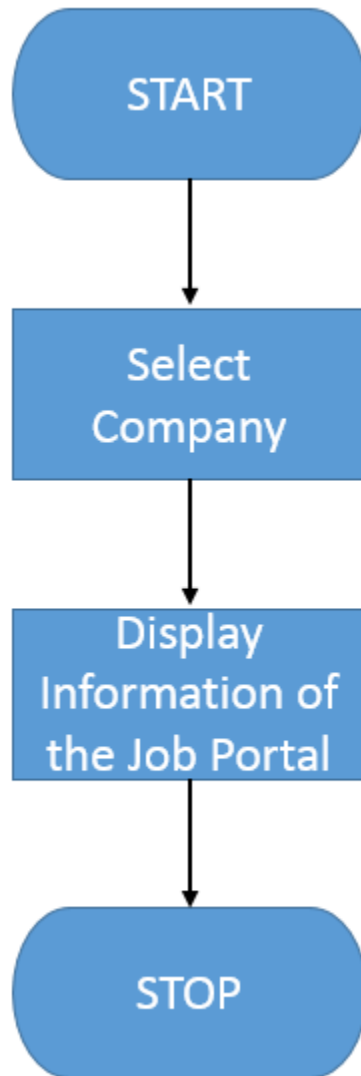 START
Select
Company
Display
Information of
the Job Portal
STOP